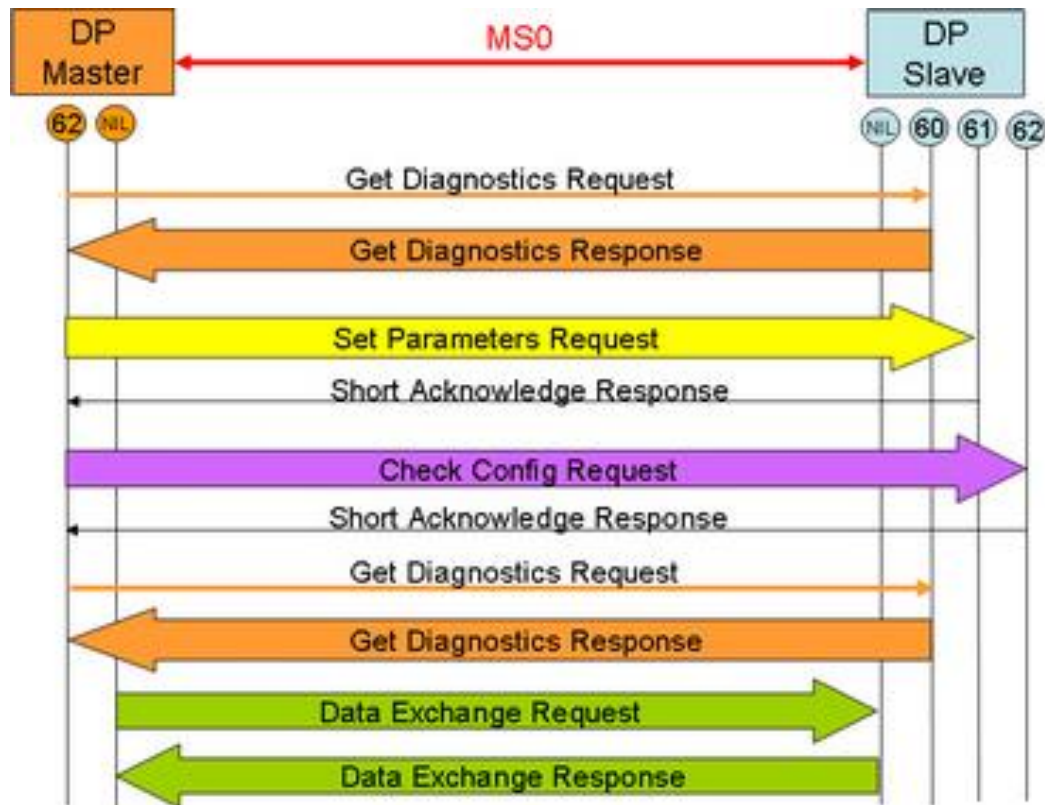 DP
Master
MS0
DP
Slave
62 NIL NIL 60 61 62
Get Diagnostics Request
Get Diagnostics Response
Set Parameters Request
Short Acknowledge Response
Check Config Request
Short Acknowledge Response
Get Diagnostics Request
Get Diagnostics Response
Data Exchange Request
Data Exchange Response